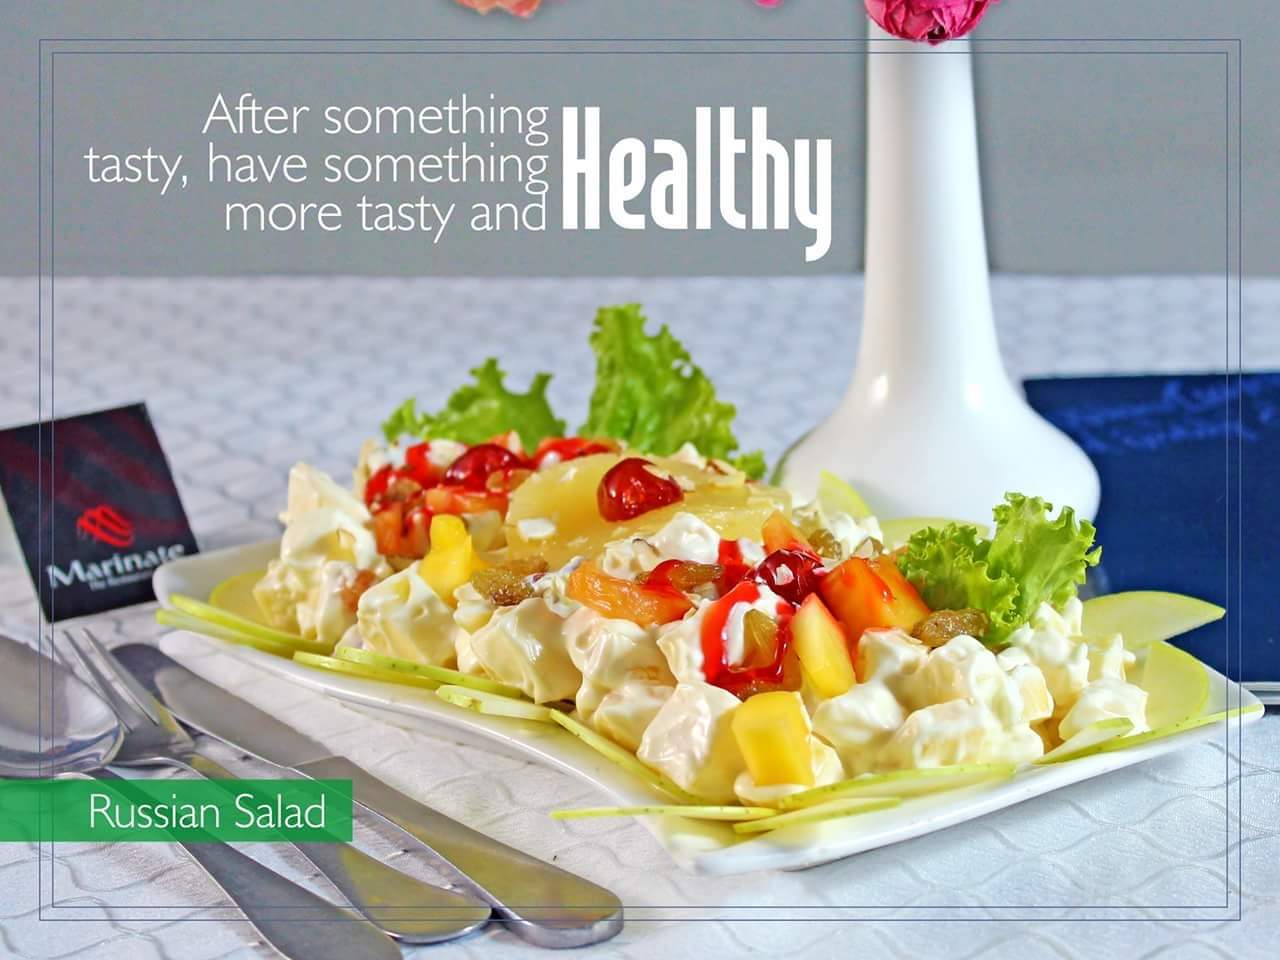 After something
tasty, have something
more tasty and Healthy
Marinate
Russian Salad